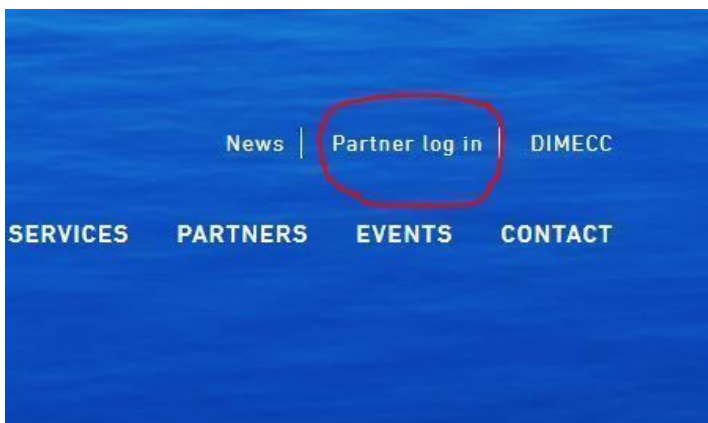 News | Partner log in | DIMECC
SERVICES PARTNERS EVENTS CONTACT